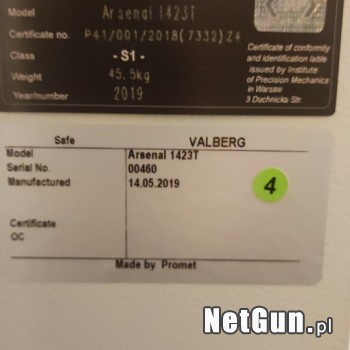 Model Arsenal 1423T
Certificate no. P41/001/2018(7332)Z4
Class - S1 -
Weight 45.5kg
Year/number 2019
Certificate of conformity
and identification lable
issued by Institute
of Precision Mechanics
in Warsaw
3 Duchnicka Str.
Safe VALBERG
Model Arsenal 1423T
Serial No. 00460
Manufactured 14.05.2019
4
Certificate
OC
Made by Promet
NetGun.pl